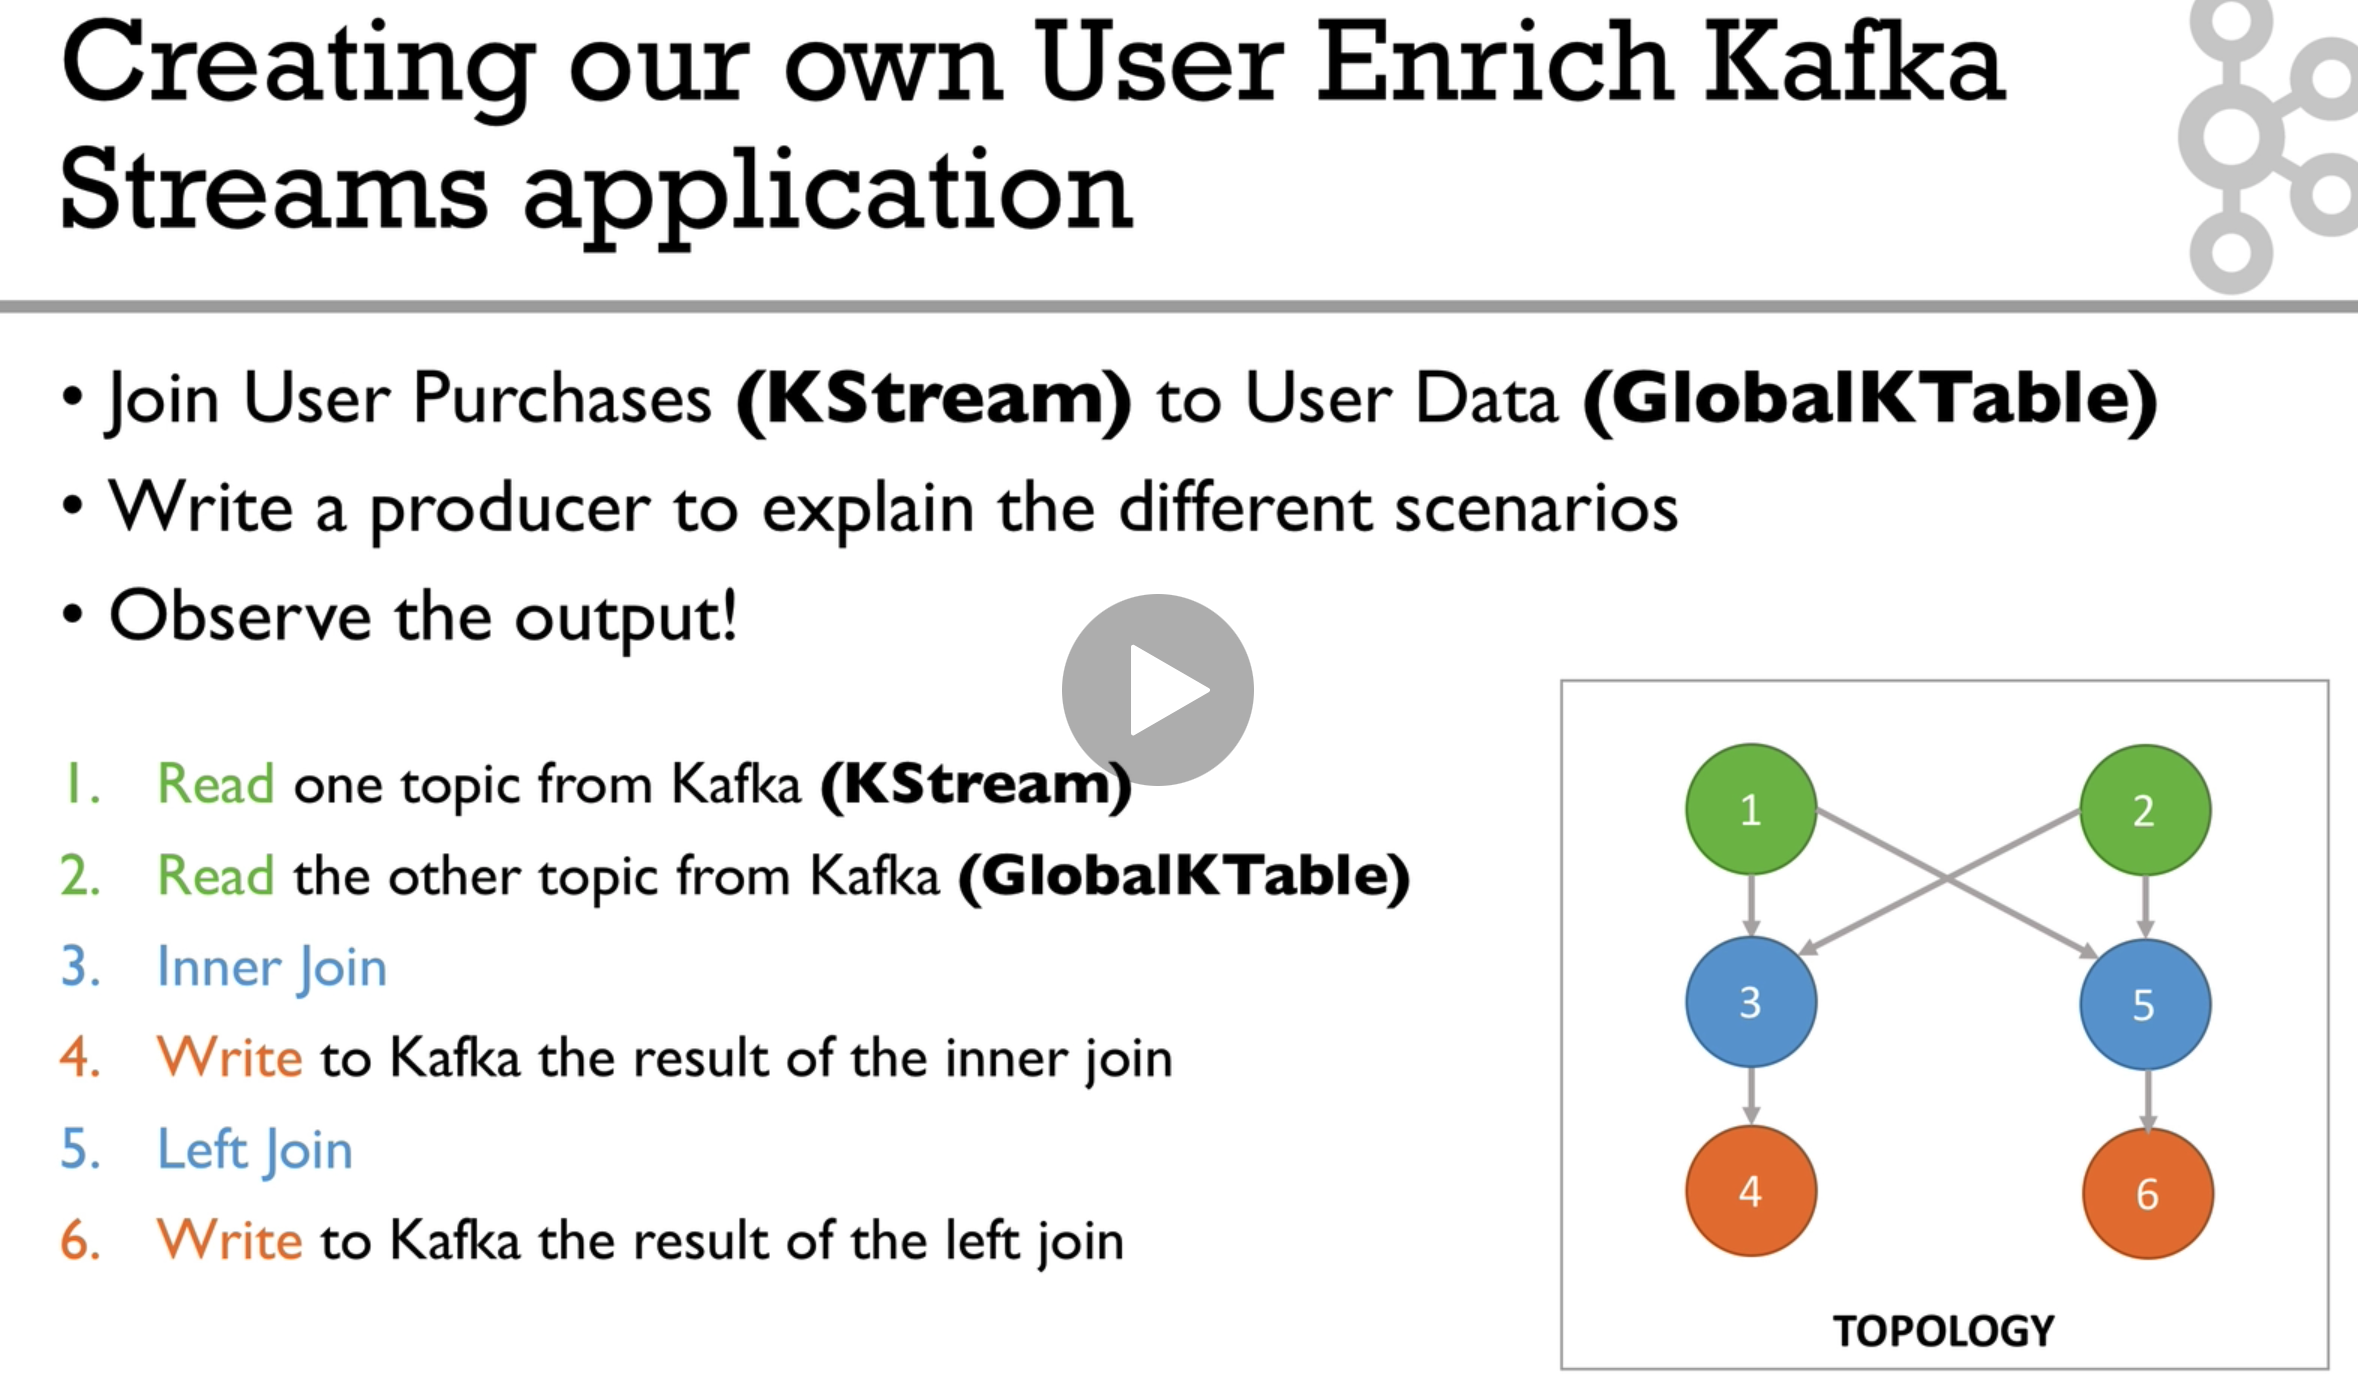 Creating our own User Enrich Kafka
Streams application
• Join User Purchases (KStream) to User Data (GlobalKTable)
• Write a producer to explain the different scenarios
• Observe the output!
1. Read one topic from Kafka (KStream)
2. Read the other topic from Kafka (GlobalKTable)
3. Inner Join
4. Write to Kafka the result of the inner join
5. Left Join
6. Write to Kafka the result of the left join
1 2
3 5
4 6
TOPOLOGY